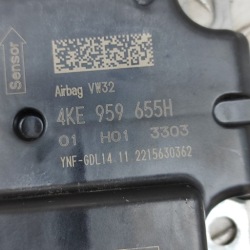 Sensor
Airbag VW32
4KE 959 655H
01 H01 3303
YNF-GDL14 11 2215630362